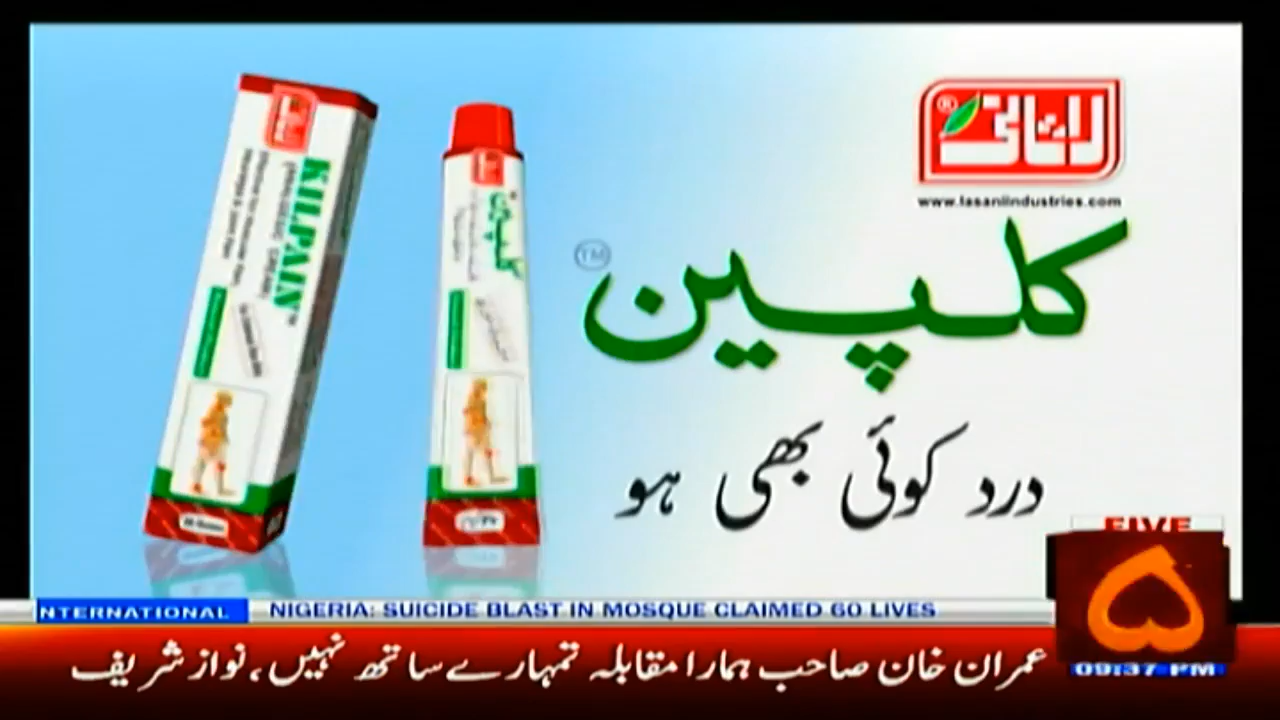 لاثانی
®
www.lasaniindustries.com
کلپین
TM
درد کوئی بھی ہو
KILPAIN
کلپین
FIVE
۵
NTERNATIONAL
NIGERIA: SUICIDE BLAST IN MOSQUE CLAIMED 60 LIVES
عمران خان صاحب ہمارا مقابلہ تمہارے ساتھ نہیں، نواز شریف
09:37 PM